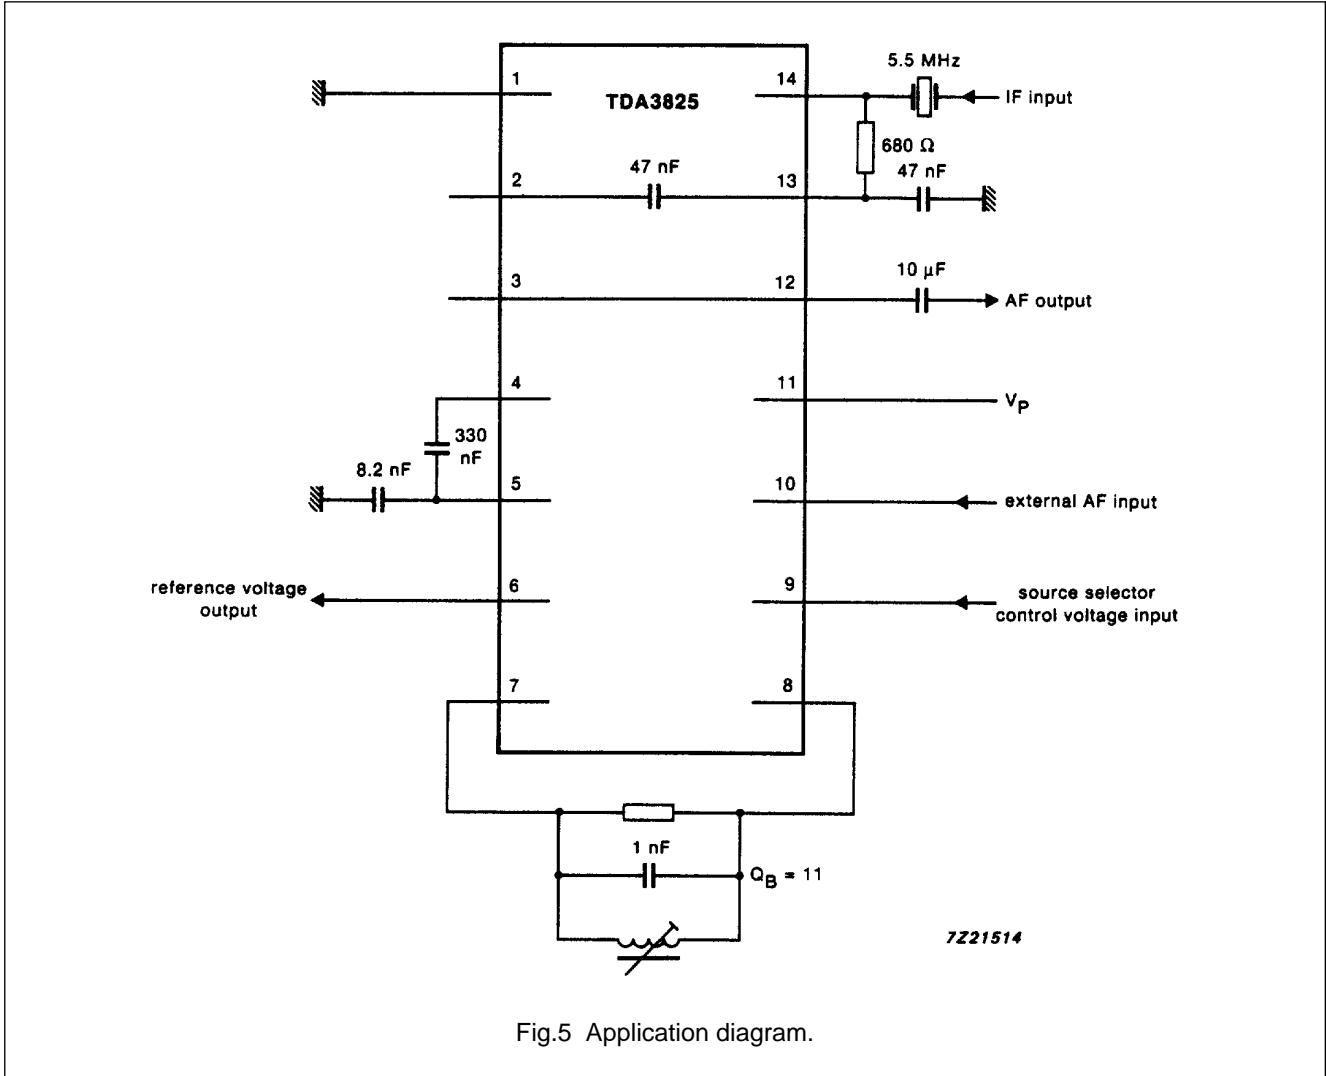 5.5 MHz
1
14
TDA3825
IF input
680 Ω
47 nF
2
47 nF
13
3
12
10 µF
AF output
4
11
VP
330
nF
8.2 nF
5
10
external AF input
reference voltage
output
6
9
source selector
control voltage input
7
8
1 nF
QB = 11
7Z21514
Fig.5 Application diagram.